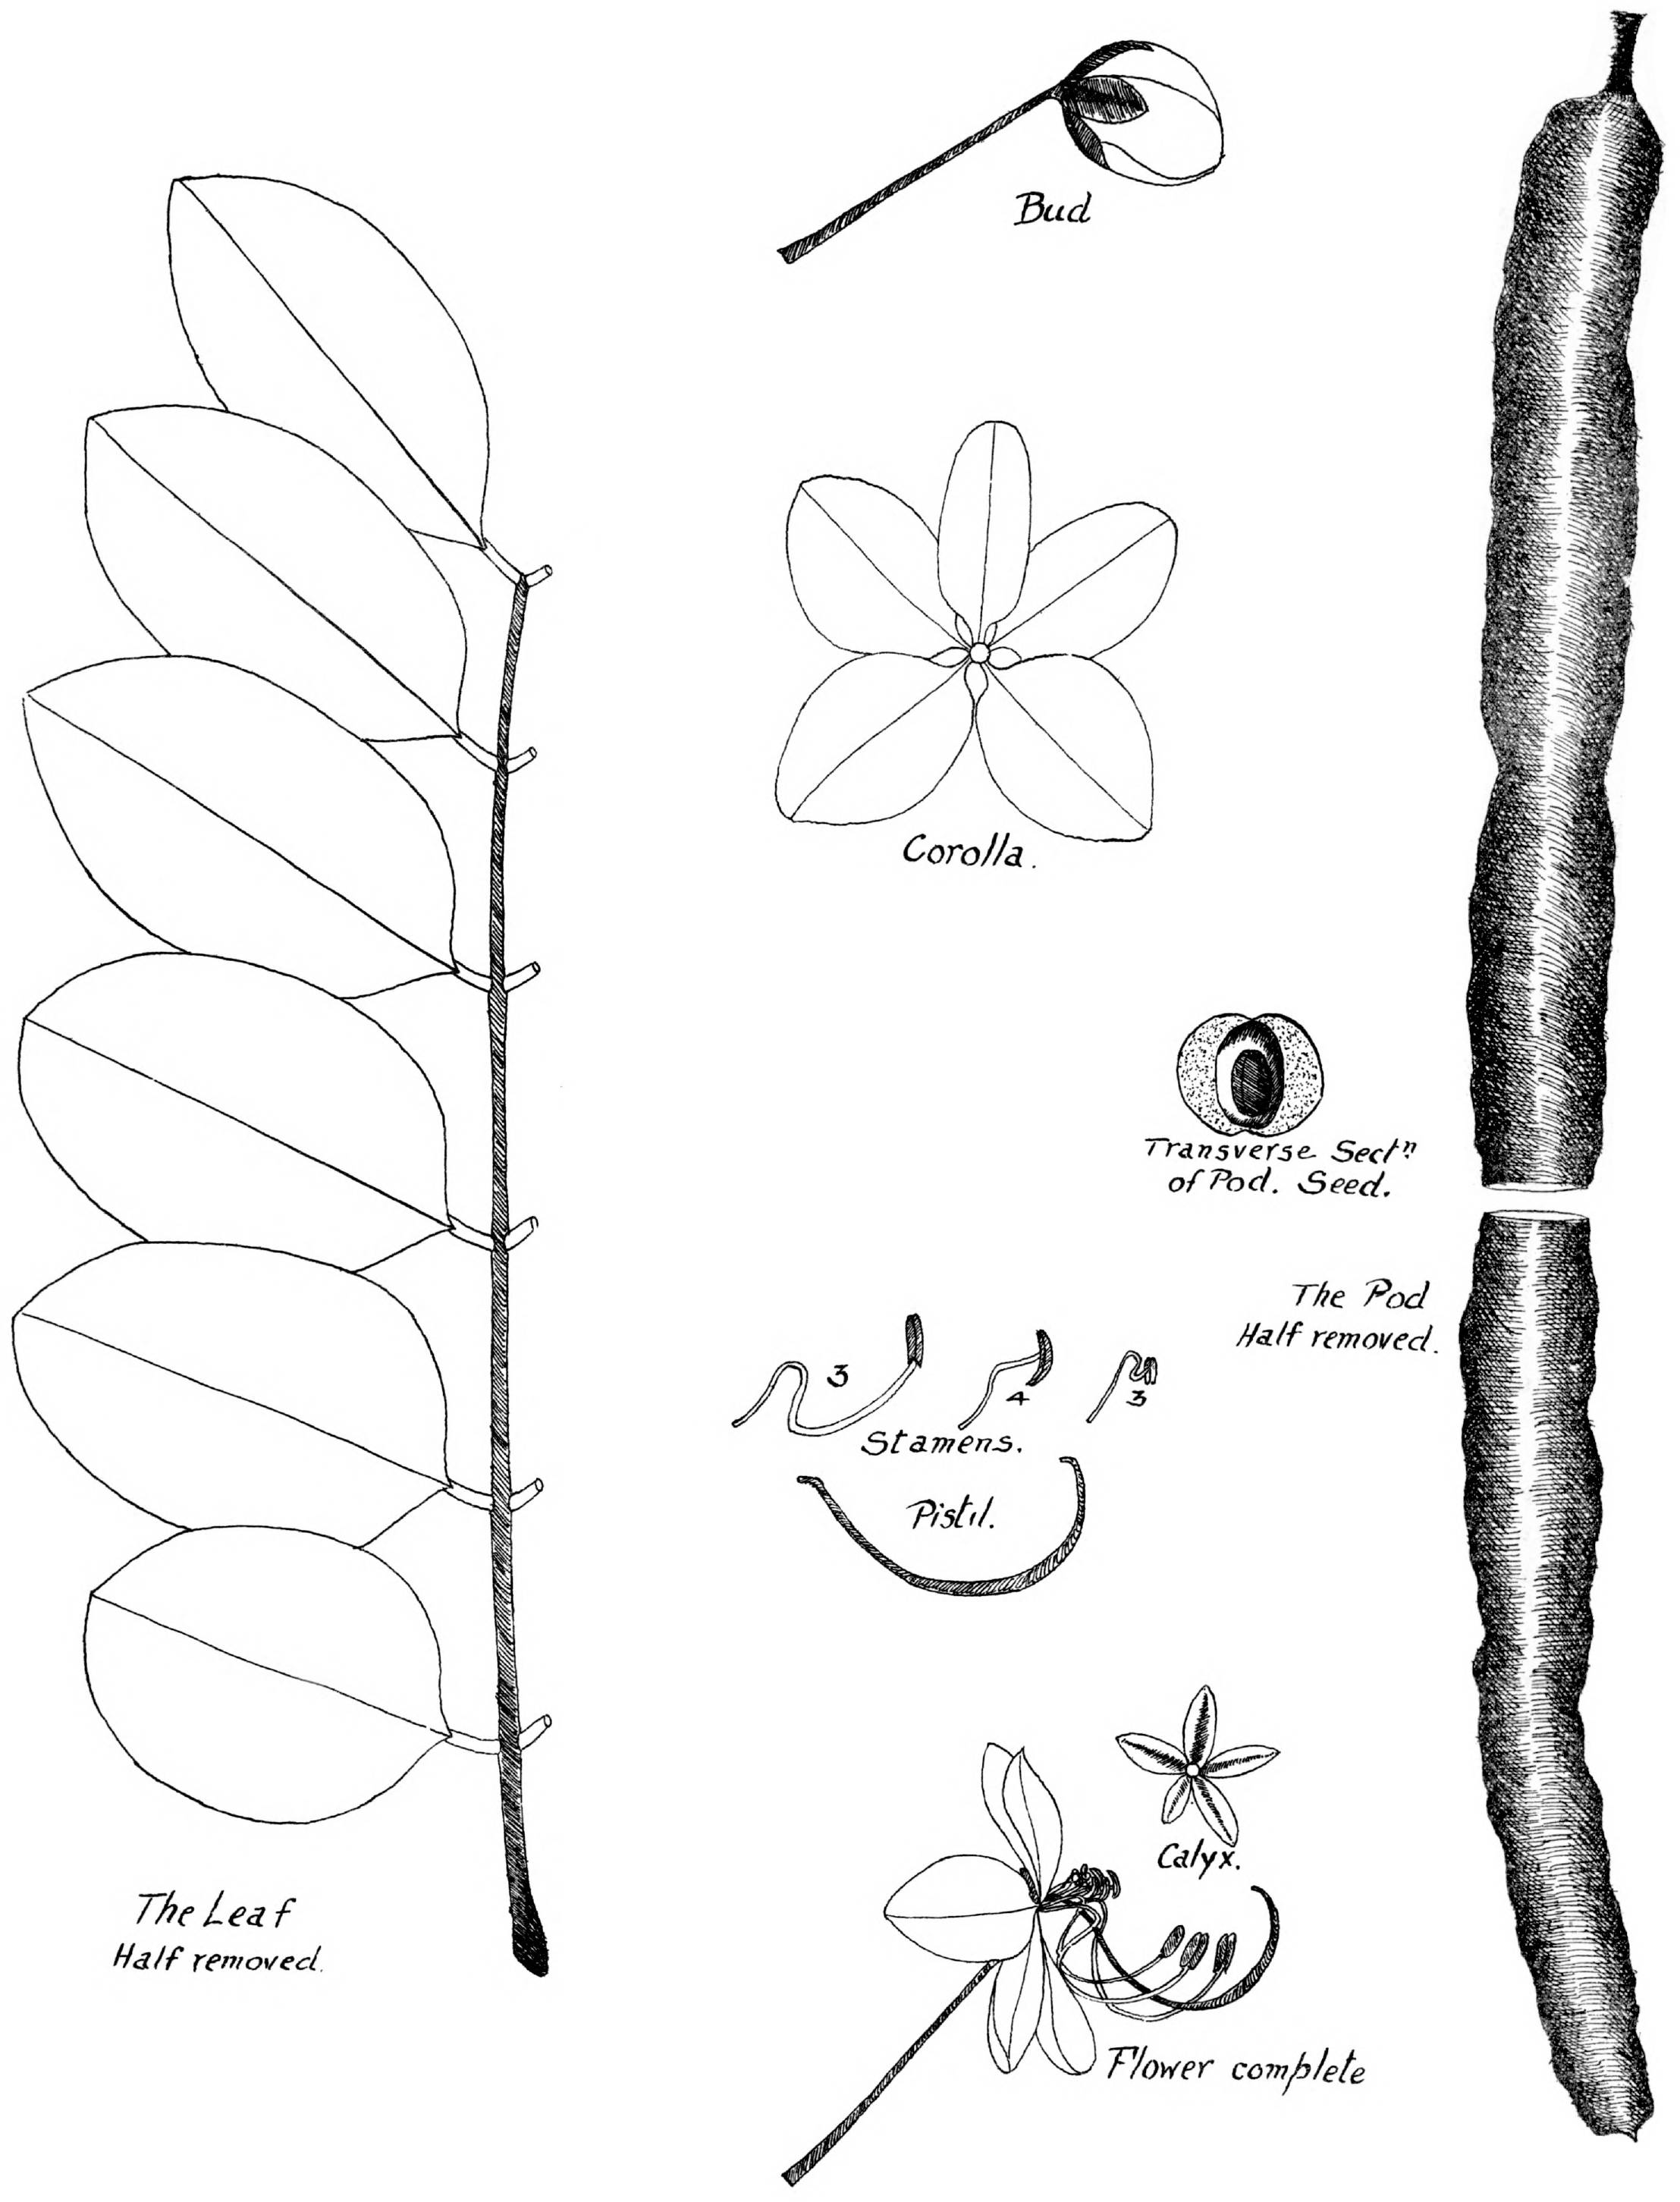 Bud
Corolla.
Transverse Sectn.
of Pod. Seed.
The Pod
Half removed.
3
4
3
Stamens.
Pistil.
Calyx.
The Leaf
Half removed.
Flower complete